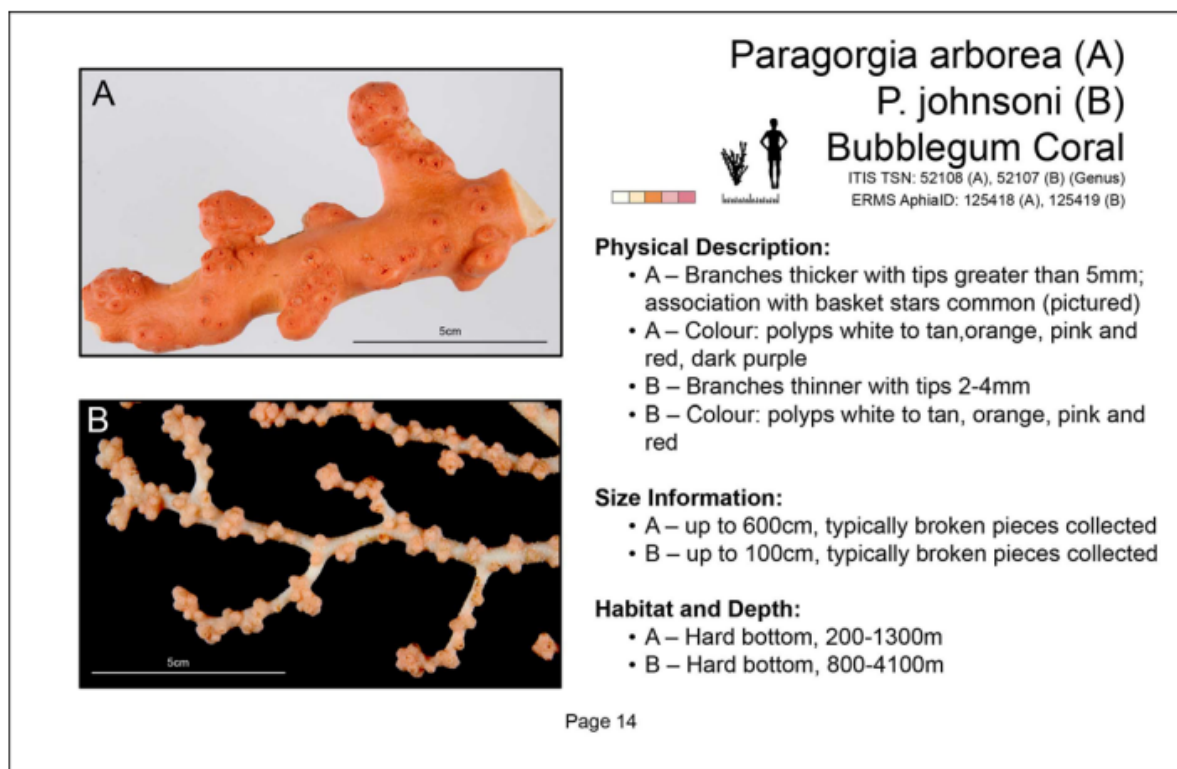 Paragorgia arborea (A)
P. johnsoni (B)
Bubblegum Coral
ITIS TSN: 52108 (A), 52107 (B) (Genus)
ERMS AphiaID: 125418 (A), 125419 (B)
A
5cm
B
5cm
Physical Description:
• A – Branches thicker with tips greater than 5mm;
association with basket stars common (pictured)
• A – Colour: polyps white to tan,orange, pink and
red, dark purple
• B – Branches thinner with tips 2-4mm
• B – Colour: polyps white to tan, orange, pink and
red
Size Information:
• A – up to 600cm, typically broken pieces collected
• B – up to 100cm, typically broken pieces collected
Habitat and Depth:
• A – Hard bottom, 200-1300m
• B – Hard bottom, 800-4100m
Page 14